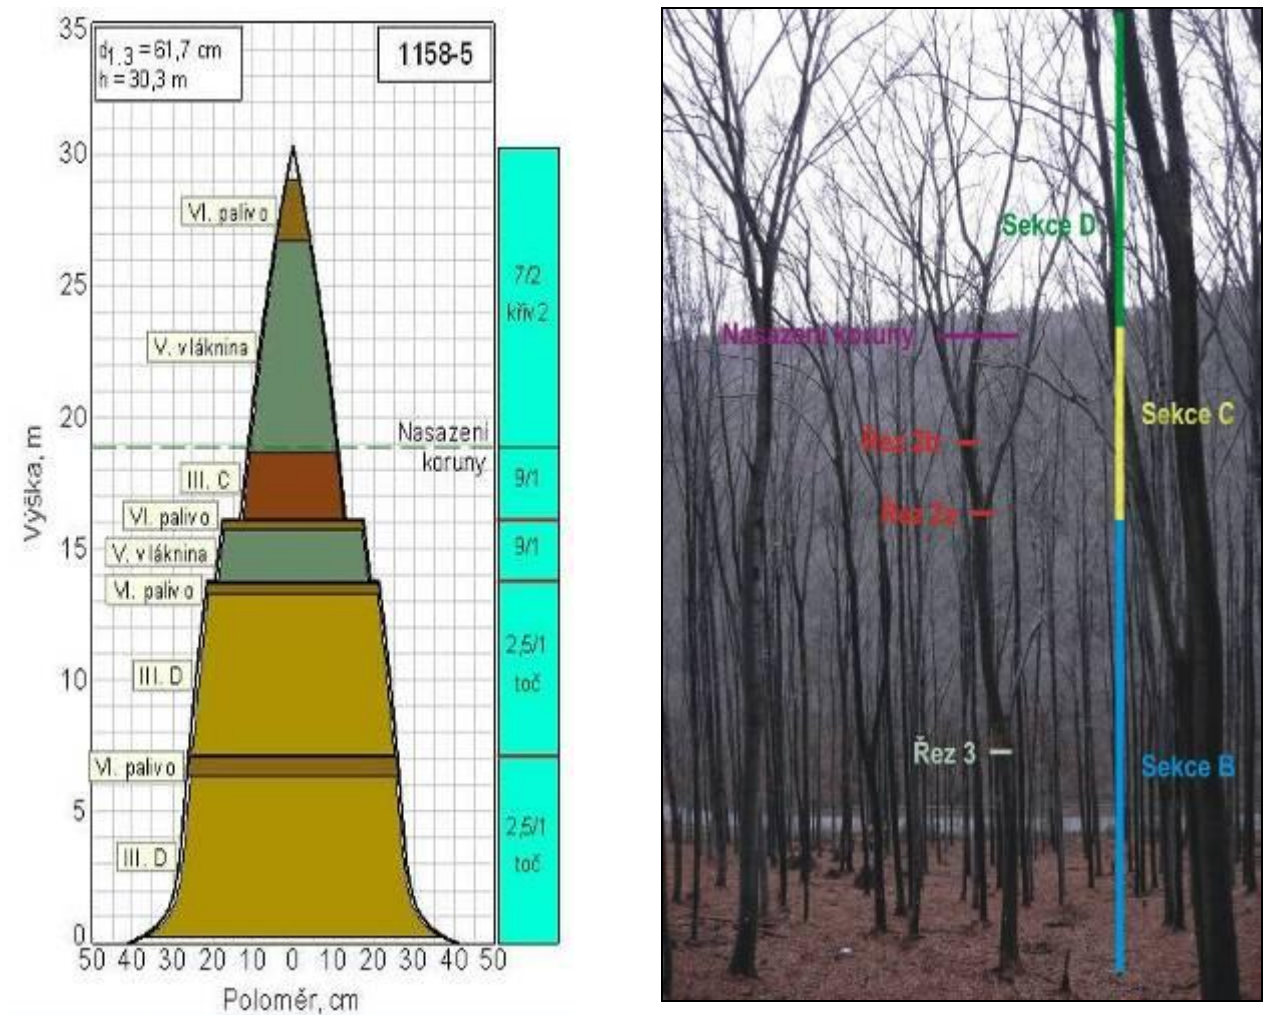 35
d1.3 = 61,7 cm
h = 30,3 m
1158-5
30
VI. palivo
25
7/2
křiv 2
V. vláknina
20
Nasazení
koruny
III. C
9/1
VI. palivo
15
V. vláknina
9/1
VI. palivo
10
III. D
2,5/1
toč
VI. palivo
5
III. D
2,5/1
toč
0
50 40 30 20 10 0 10 20 30 40 50
Poloměr, cm
Výška, m
Sekce D
Nasazení koruny
Sekce C
Řez 2b
Řez 2a
Řez 3
Sekce B